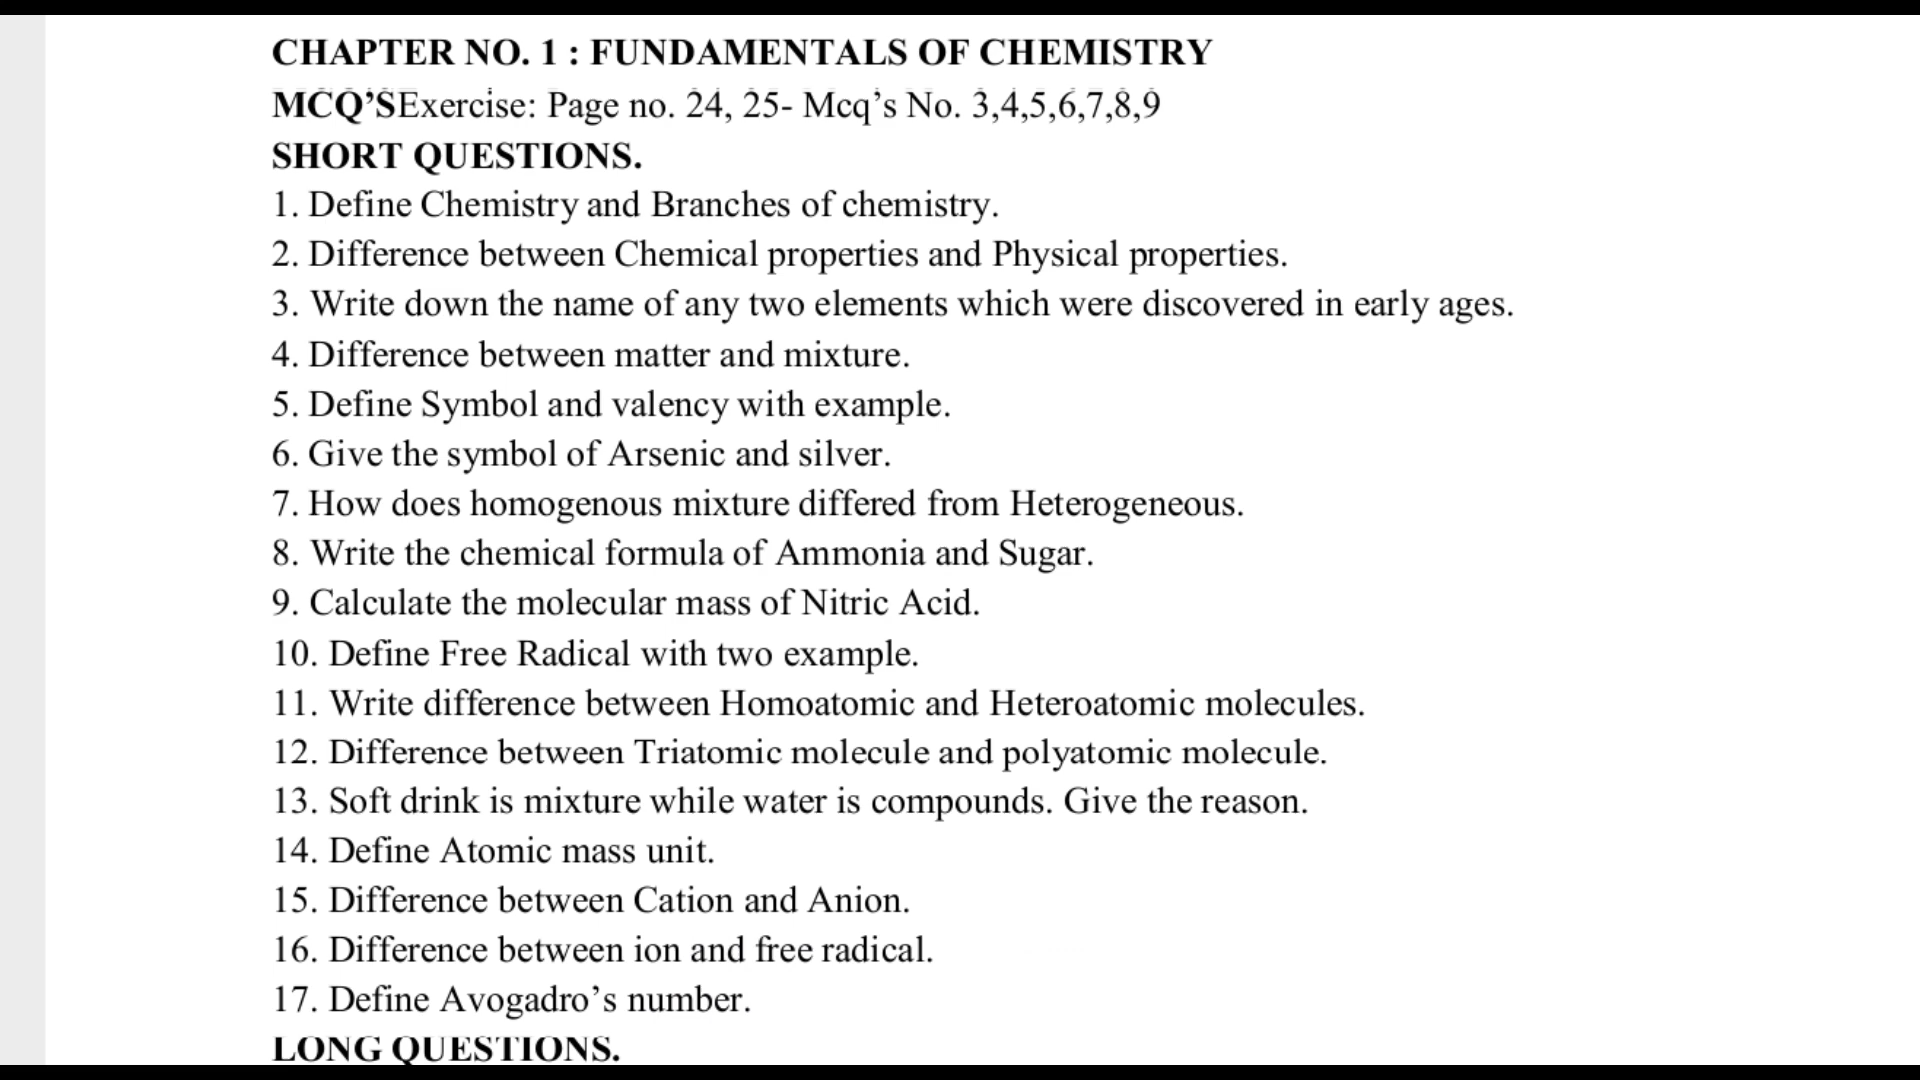 CHAPTER NO. 1 : FUNDAMENTALS OF CHEMISTRY
MCQ’SExercise: Page no. 24, 25- Mcq’s No. 3,4,5,6,7,8,9
SHORT QUESTIONS.
1. Define Chemistry and Branches of chemistry.
2. Difference between Chemical properties and Physical properties.
3. Write down the name of any two elements which were discovered in early ages.
4. Difference between matter and mixture.
5. Define Symbol and valency with example.
6. Give the symbol of Arsenic and silver.
7. How does homogenous mixture differed from Heterogeneous.
8. Write the chemical formula of Ammonia and Sugar.
9. Calculate the molecular mass of Nitric Acid.
10. Define Free Radical with two example.
11. Write difference between Homoatomic and Heteroatomic molecules.
12. Difference between Triatomic molecule and polyatomic molecule.
13. Soft drink is mixture while water is compounds. Give the reason.
14. Define Atomic mass unit.
15. Difference between Cation and Anion.
16. Difference between ion and free radical.
17. Define Avogadro’s number.
LONG QUESTIONS.